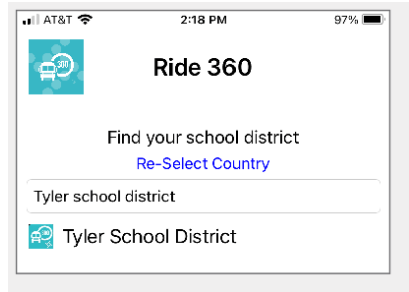 AT&T 2:18 PM 97%
360
Ride 360
Find your school district
Re-Select Country
Tyler school district
Tyler School District